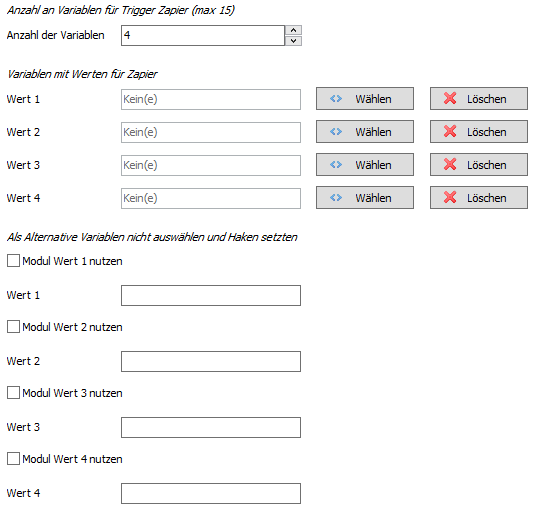 Anzahl an Variablen für Trigger Zapier (max 15)
Anzahl der Variablen 4
Variablen mit Werten für Zapier
Wert 1 Kein(e) Wählen Löschen
Wert 2 Kein(e) Wählen Löschen
Wert 3 Kein(e) Wählen Löschen
Wert 4 Kein(e) Wählen Löschen
Als Alternative Variablen nicht auswählen und Haken setzten
Modul Wert 1 nutzen
Wert 1
Modul Wert 2 nutzen
Wert 2
Modul Wert 3 nutzen
Wert 3
Modul Wert 4 nutzen
Wert 4